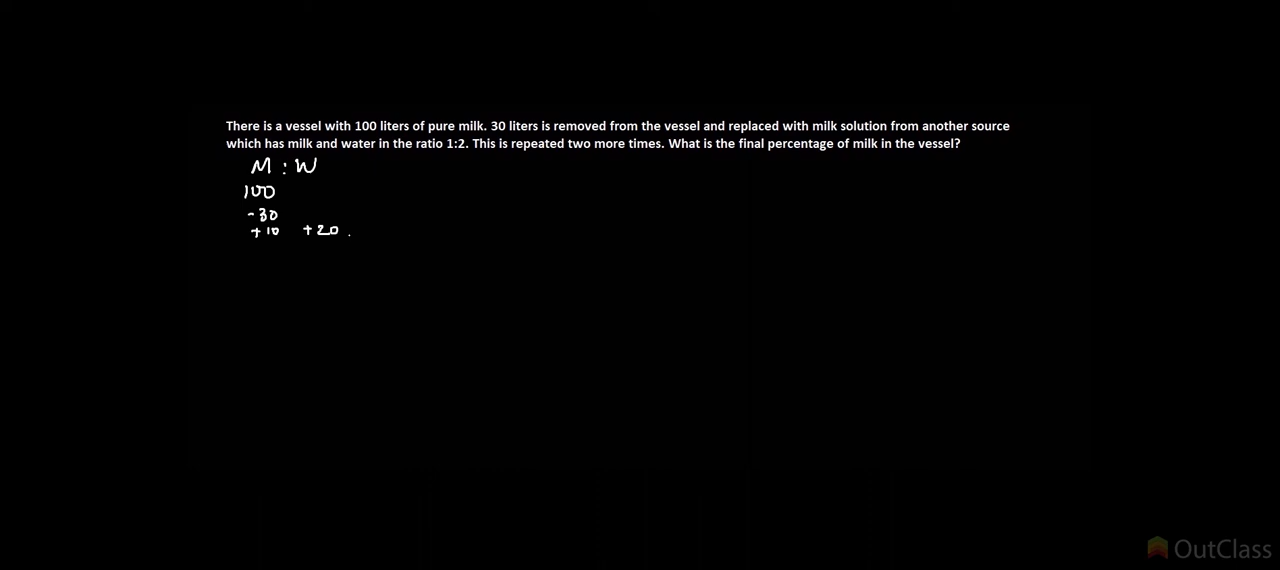 There is a vessel with 100 liters of pure milk. 30 liters is removed from the vessel and replaced with milk solution from another source
which has milk and water in the ratio 1:2. This is repeated two more times. What is the final percentage of milk in the vessel?
M : W
100
-30
+10 +20
OutClass